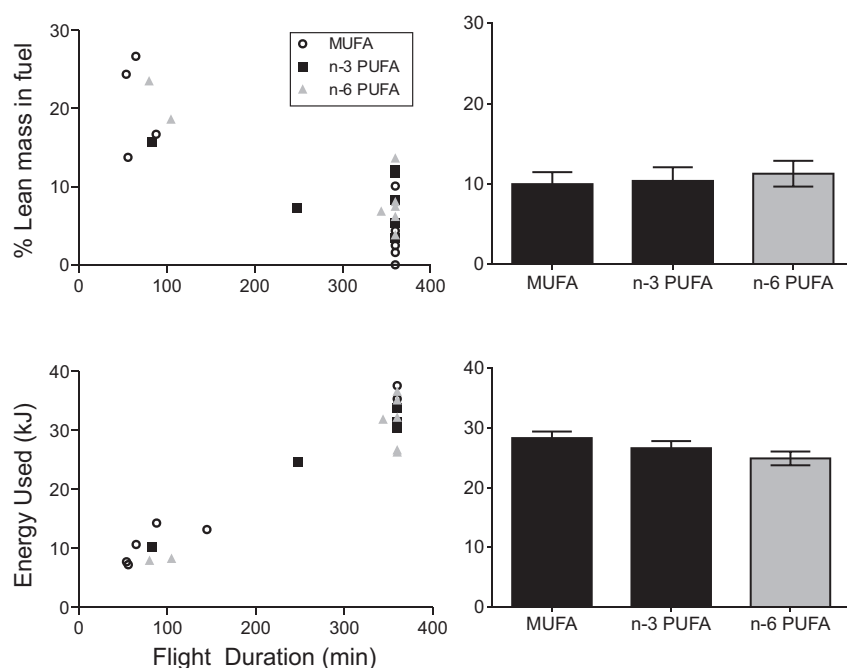 % Lean mass in fuel
30
20
10
0
0 100 200 300 400
MUFA
n-3 PUFA
n-6 PUFA
30
20
10
0
MUFA n-3 PUFA n-6 PUFA
Energy Used (kJ)
40
30
20
10
0
0 100 200 300 400
Flight Duration (min)
40
30
20
10
0
MUFA n-3 PUFA n-6 PUFA